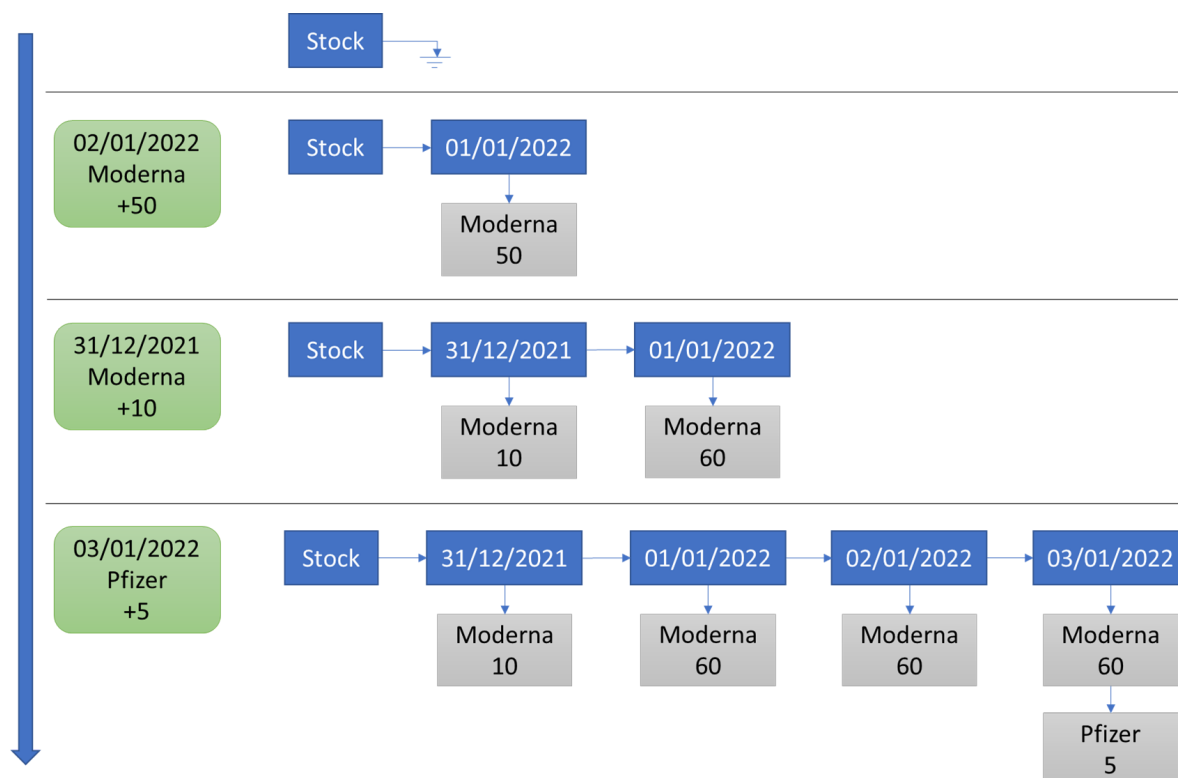 Stock
02/01/2022
Moderna
+50
Stock
01/01/2022
Moderna
50
31/12/2021
Moderna
+10
Stock
31/12/2021
01/01/2022
Moderna
10
Moderna
60
03/01/2022
Pfizer
+5
Stock
31/12/2021
01/01/2022
02/01/2022
03/01/2022
Moderna
10
Moderna
60
Moderna
60
Moderna
60
Pfizer
5